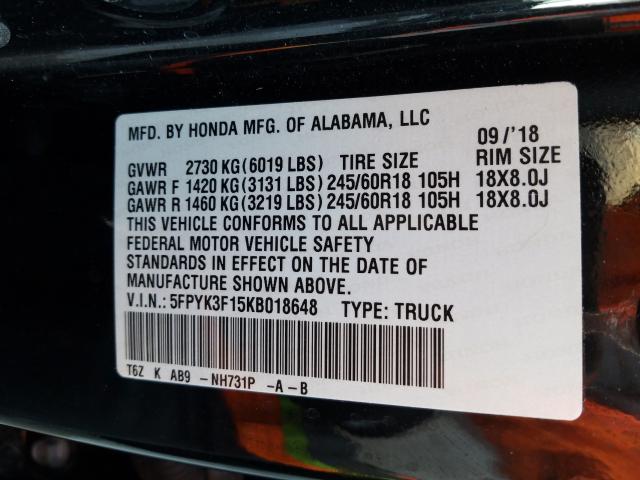 MFD. BY HONDA MFG. OF ALABAMA, LLC 09/'18
GVWR 2730 KG(6019 LBS) TIRE SIZE RIM SIZE
GAWR F 1420 KG(3131 LBS) 245/60R18 105H 18X8.0J
GAWR R 1460 KG(3219 LBS) 245/60R18 105H 18X8.0J
THIS VEHICLE CONFORMS TO ALL APPLICABLE
FEDERAL MOTOR VEHICLE SAFETY
STANDARDS IN EFFECT ON THE DATE OF
MANUFACTURE SHOWN ABOVE.
V.I.N.: 5FPYK3F15KB018648 TYPE: TRUCK
T6Z K AB9 -NH731P -A-B